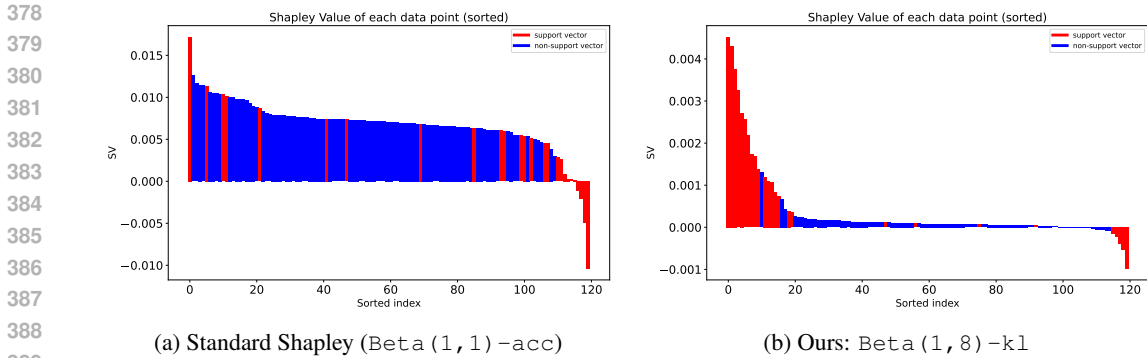 378
379
380
381
382
383
384
385
386
387
388
Shapley Value of each data point (sorted)
support vector
non-support vector
0.015
0.010
0.005
0.000
−0.005
−0.010
SV
0 20 40 60 80 100 120
Sorted index
(a) Standard Shapley (Beta(1,1)-acc)
Shapley Value of each data point (sorted)
support vector
non-support vector
0.004
0.003
0.002
0.001
0.000
−0.001
SV
0 20 40 60 80 100 120
Sorted index
(b) Ours: Beta(1,8)-kl